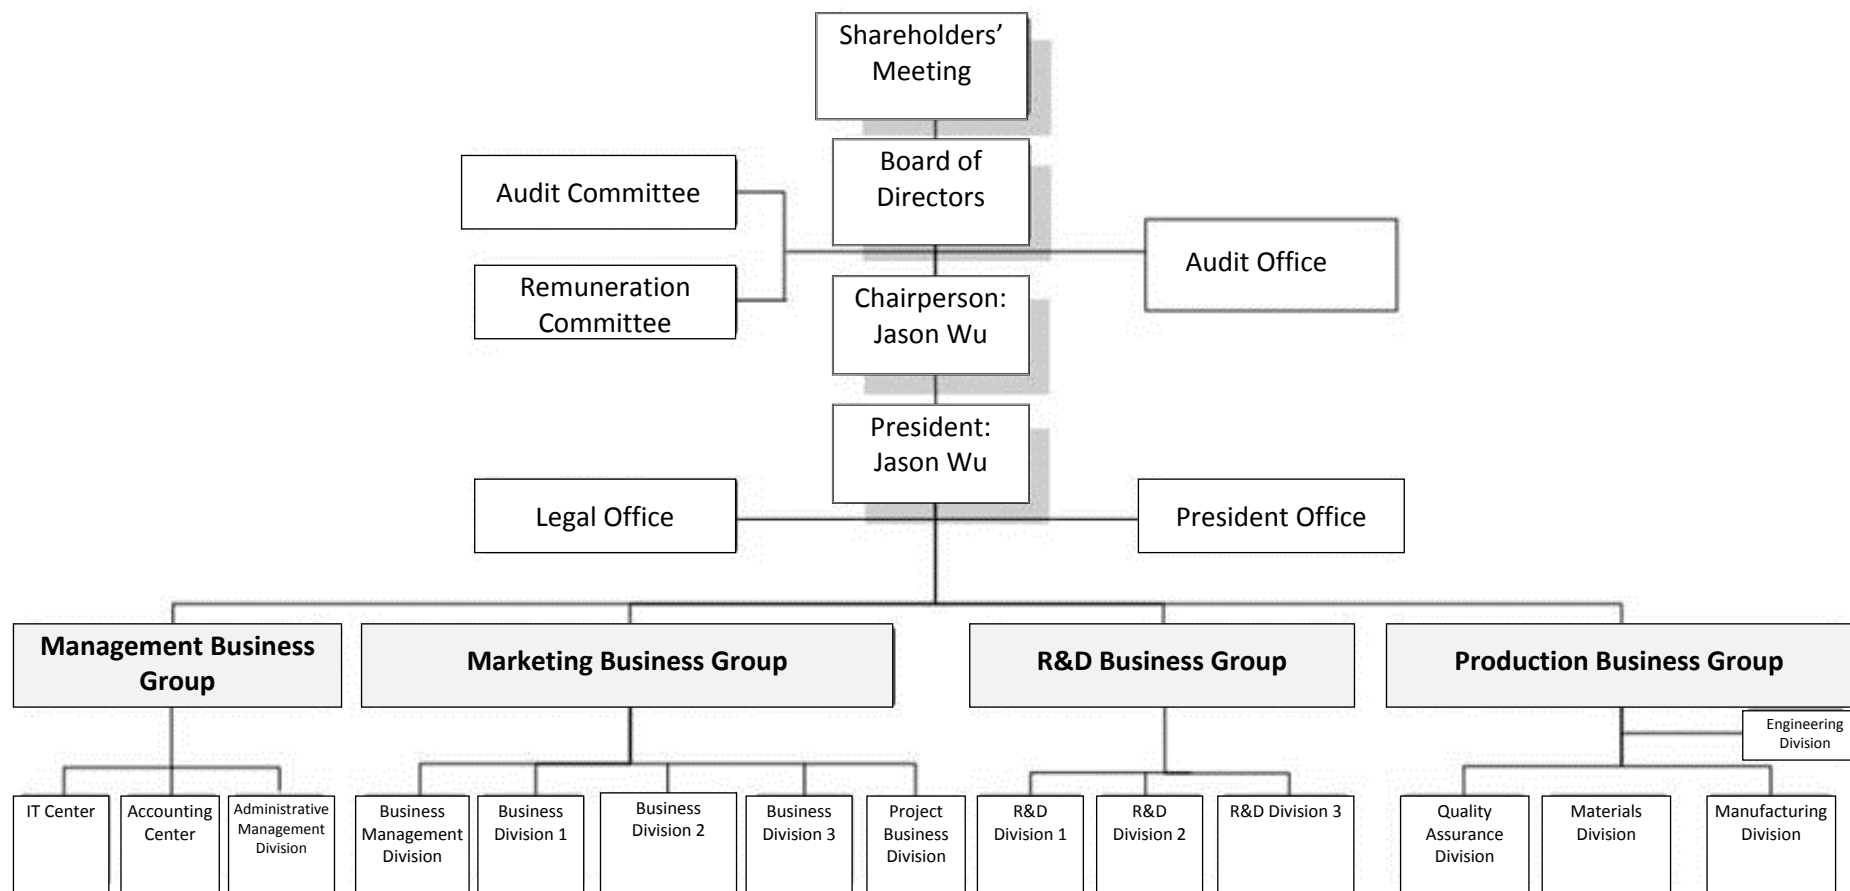 Shareholders’
Meeting
Board of
Directors
Audit Committee
Audit Office
Remuneration
Committee
Chairperson:
Jason Wu
President:
Jason Wu
Legal Office
President Office
Management Business
Group
Marketing Business Group
R&D Business Group
Production Business Group
Engineering
Division
IT Center
Accounting
Center
Administrative
Management
Division
Business
Management
Division
Business
Division 1
Business
Division 2
Business
Division 3
Project
Business
Division
R&D
Division 1
R&D
Division 2
R&D Division 3
Quality
Assurance
Division
Materials
Division
Manufacturing
Division